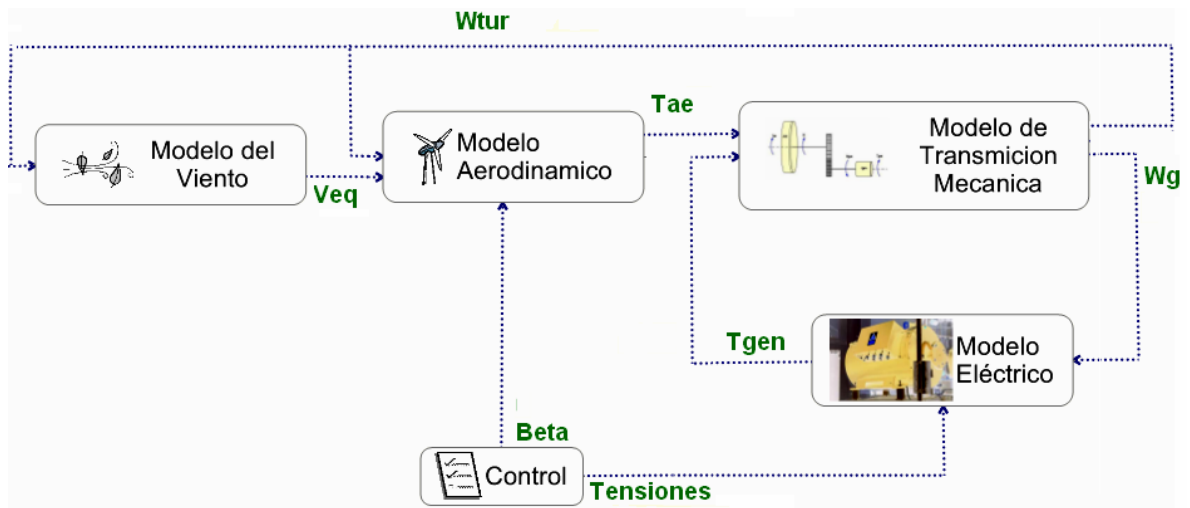 Wtur
Modelo del
Viento
Veq
Modelo
Aerodinamico
Tae
Modelo de
Transmicion
Mecanica
Wg
Tgen
Modelo
Eléctrico
Beta
Control
Tensiones